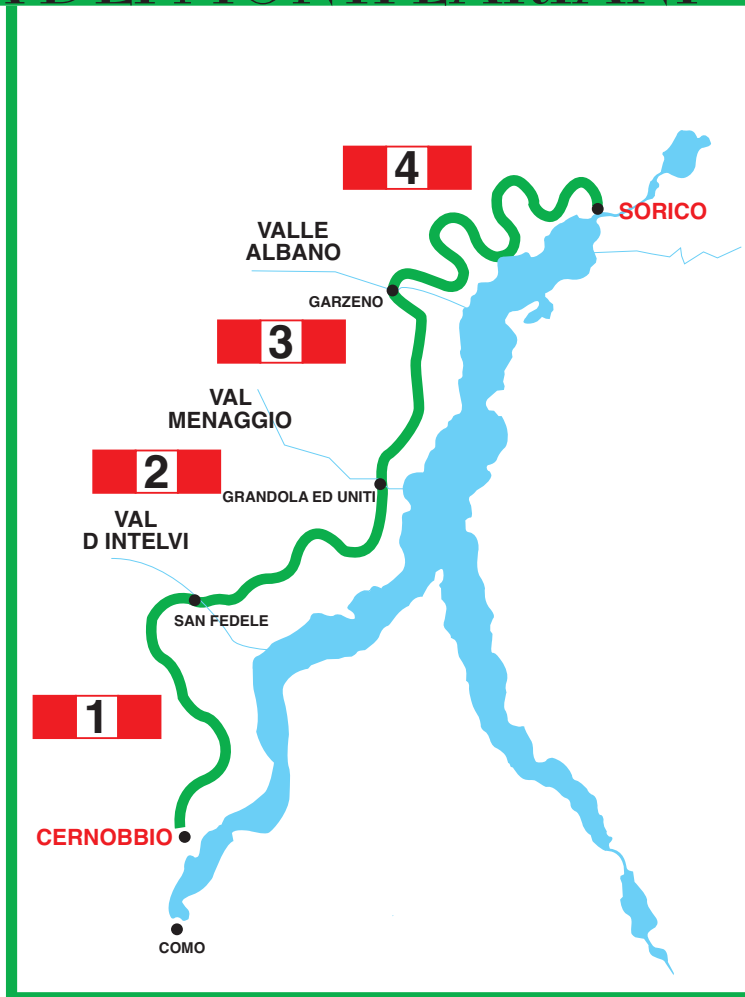 4
SORICO
VALLE
ALBANO
GARZENO
3
VAL
MENAGGIO
2
GRANDOLA ED UNITI
VAL
D INTELVI
SAN FEDELE
1
CERNOBBIO
COMO